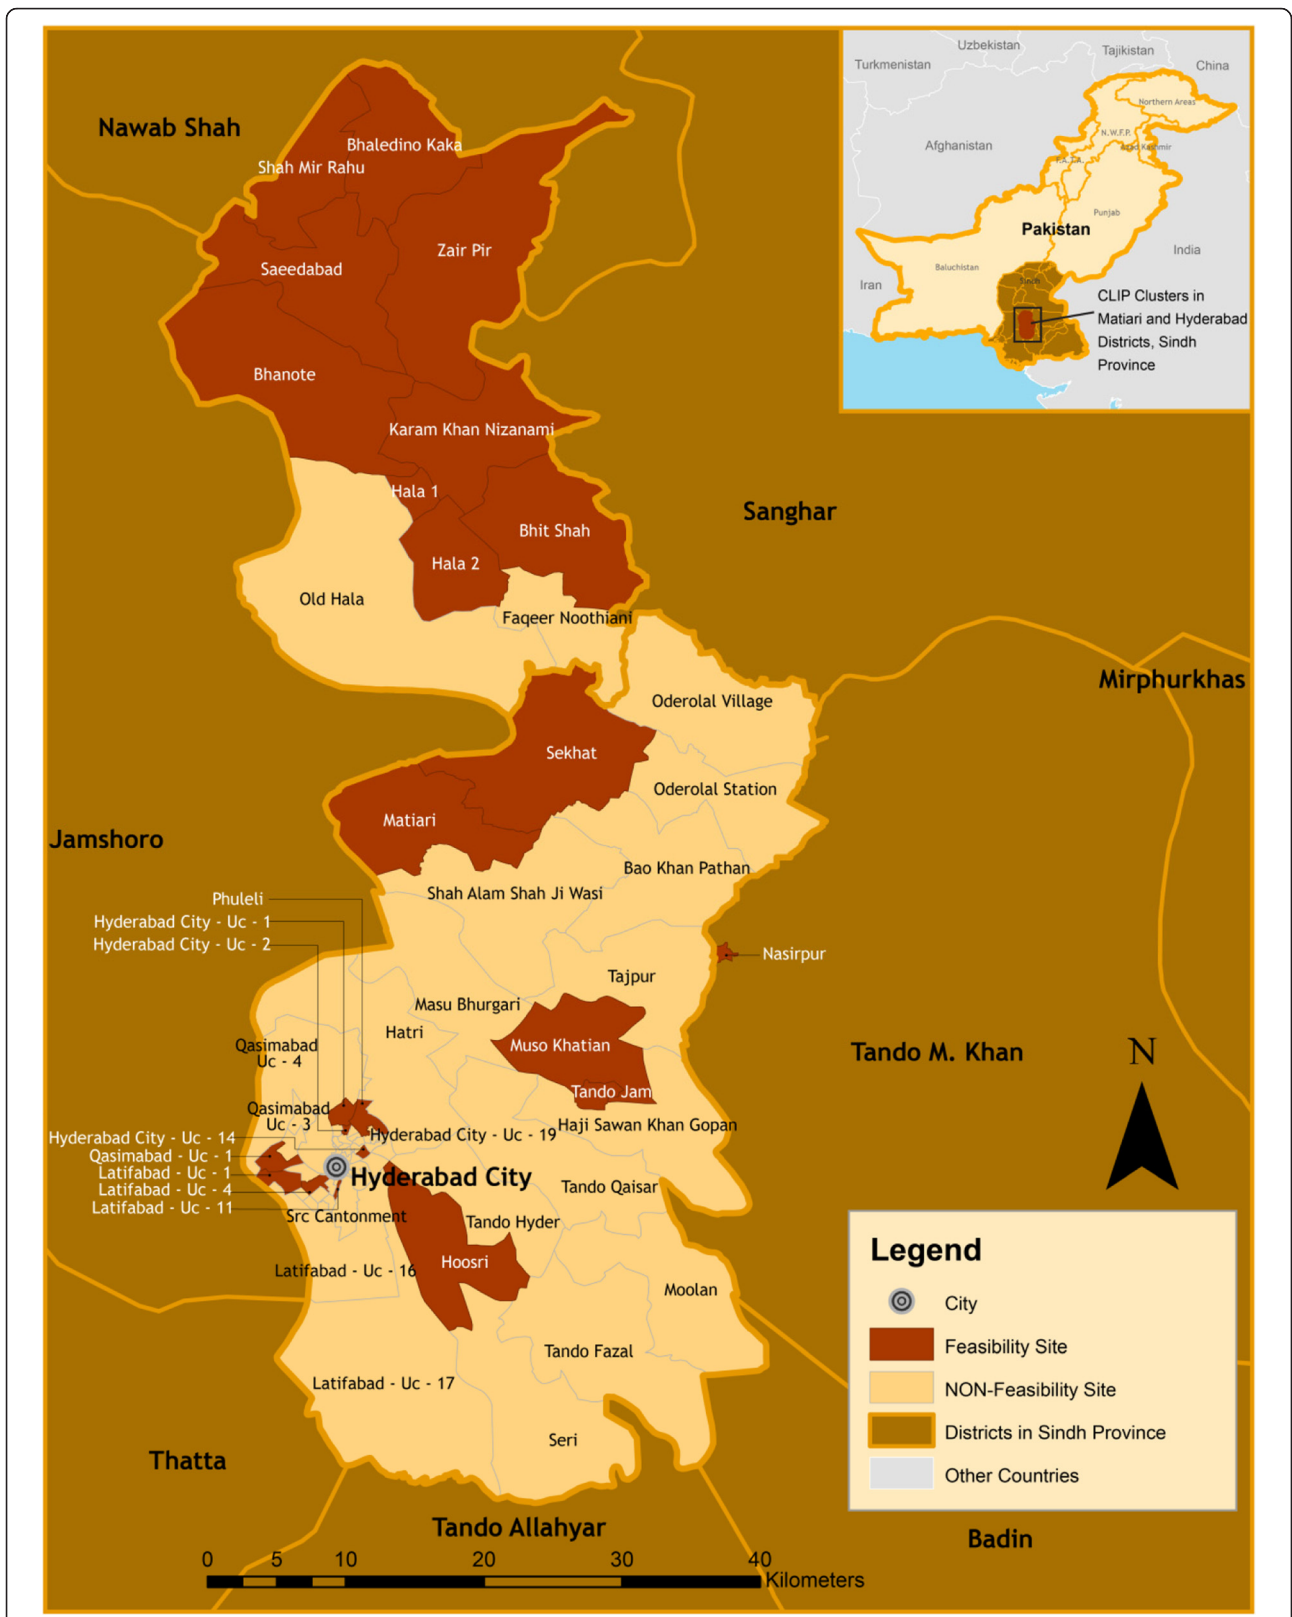 Uzbekistan
Tajikistan
Turkmenistan
China
Northern Areas
N.W.F.P.
Afghanistan
Azad Kashmir
F.A.T.A.
Punjab
Pakistan
India
Baluchistan
Iran
Sindh
CLIP Clusters in
Matiari and Hyderabad
Districts, Sindh
Province
Nawab Shah
Bhaledino Kaka
Shah Mir Rahu
Zair Pir
Saeedabad
Bhanote
Karam Khan Nizanami
Hala 1
Sanghar
Bhit Shah
Hala 2
Old Hala
Faqeer Noothiani
Mirphurkhas
Oderolal Village
Sekhat
Oderolal Station
Matiari
Jamshoro
Bao Khan Pathan
Shah Alam Shah Ji Wasi
Phuleli
Hyderabad City - Uc - 1
Hyderabad City - Uc - 2
Nasirpur
Tajpur
Masu Bhurgari
Hatri
Qasimabad
Uc - 4
Muso Khatian
Tando M. Khan
N
Tando Jam
Qasimabad
Uc - 3
Haji Sawan Khan Gopan
Hyderabad City - Uc - 14
Hyderabad City - Uc - 19
Qasimabad - Uc - 1
Latifabad - Uc - 1
Hyderabad City
Latifabad - Uc - 4
Tando Qaisar
Latifabad - Uc - 11
Src Cantonment
Tando Hyder
Hoosri
Latifabad - Uc - 16
Moolan
Tando Fazal
Latifabad - Uc - 17
Seri
Thatta
Tando Allahyar
Badin
Legend
City
Feasibility Site
NON-Feasibility Site
Districts in Sindh Province
Other Countries
0 5 10 20 30 40
Kilometers